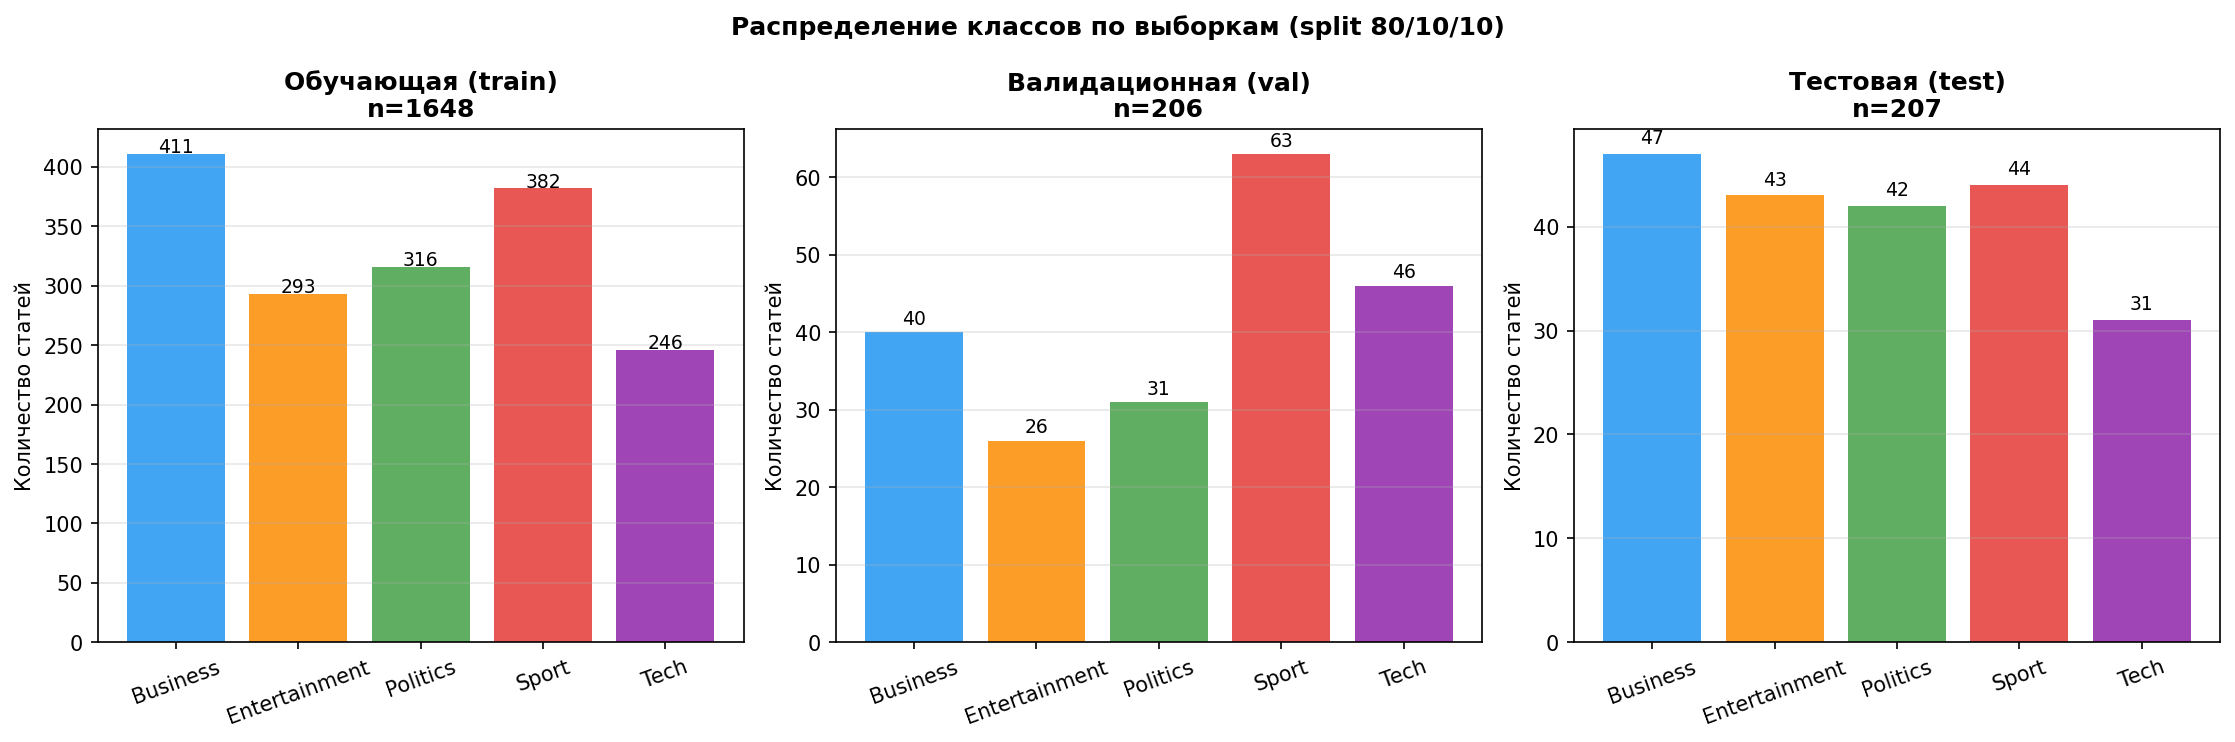 Распределение классов по выборкам (split 80/10/10)
Обучающая (train)
n=1648
Количество статей
400
350
300
250
200
150
100
50
0
411
293
316
382
246
Business
Entertainment
Politics
Sport
Tech
Валидационная (val)
n=206
Количество статей
60
50
40
30
20
10
0
40
26
31
63
46
Business
Entertainment
Politics
Sport
Tech
Тестовая (test)
n=207
Количество статей
40
30
20
10
0
47
43
42
44
31
Business
Entertainment
Politics
Sport
Tech